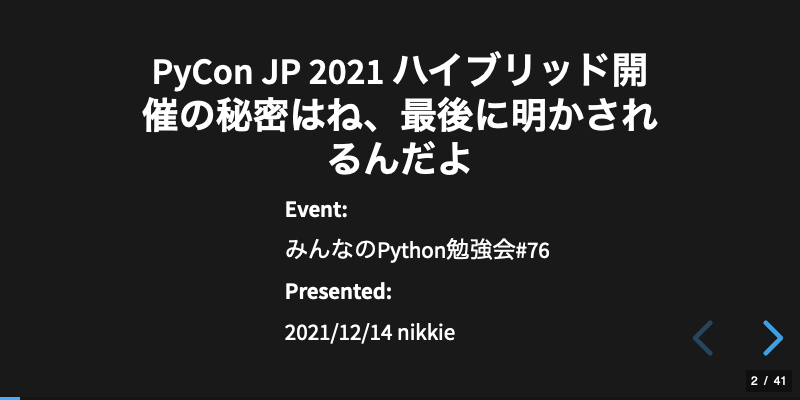 PyCon JP 2021 ハイブリッド開
催の秘密はね、最後に明かされ
るんだよ
Event:
みんなのPython勉強会#76
Presented:
2021/12/14 nikkie
2 / 41